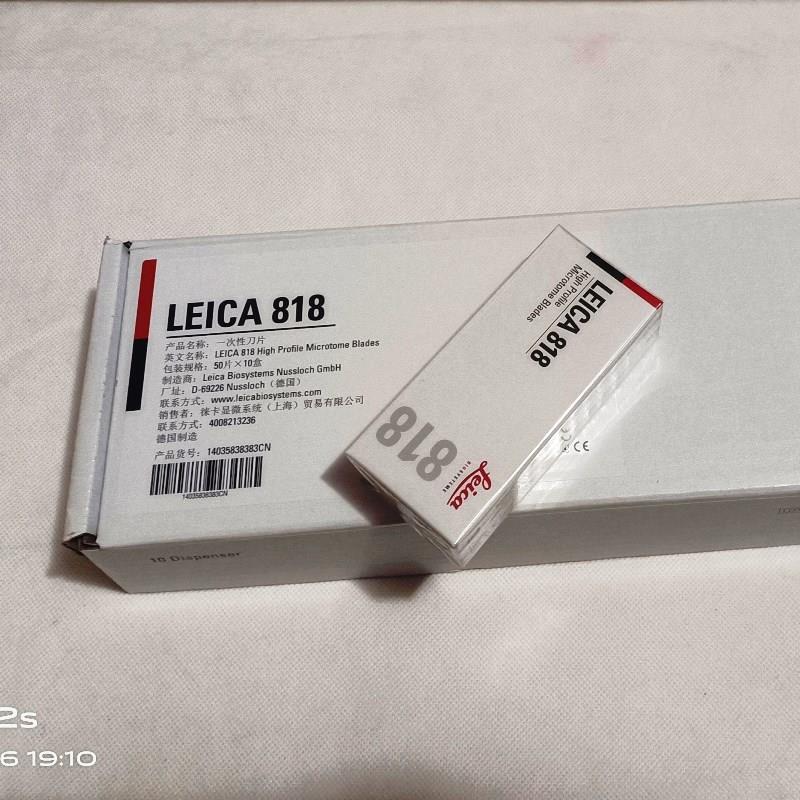 LEICA 818
产品名称：一次性刀片
英文名称：LEICA 818 High Profile Microtome Blades
包装规格：50片×10盒
制造商：Leica Biosystems Nussloch GmbH
厂址：D-69226 Nussloch（德国）
联系方式：www.leicabiosystems.com
销售者：徕卡显微系统（上海）贸易有限公司
联系方式：4008213236
德国制造
产品货号：14035838383CN
14035838383CN
10 Dispenser
LEICA 818
High Profile
Microtome Blades
818
Leica
BIOSYSTEMS
CE
2s
6 19:10